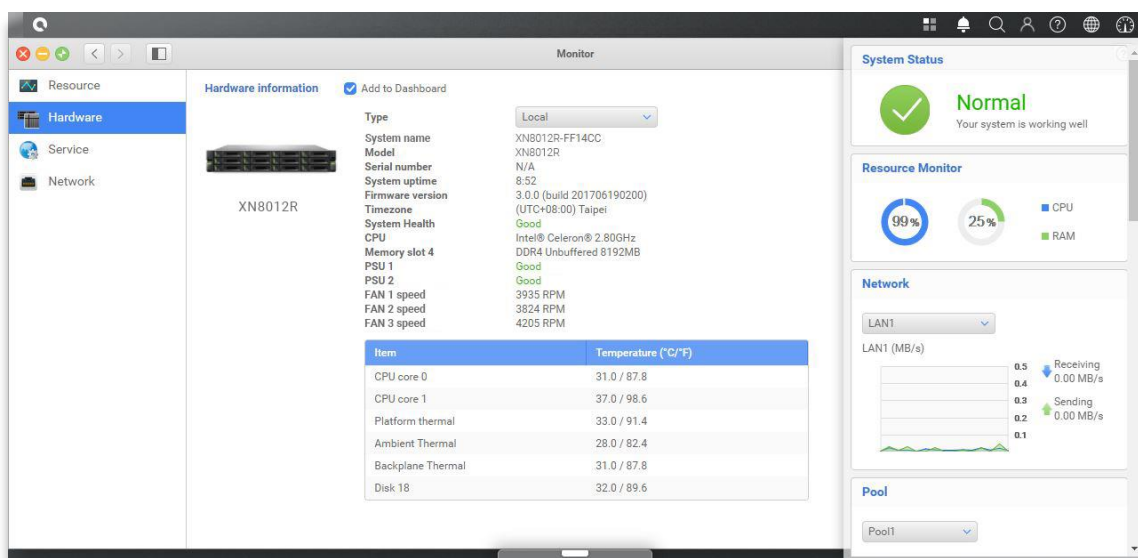 Monitor
Resource
Hardware
Service
Network
Hardware information
Add to Dashboard
XN8012R
Type Local
System name XN8012R-FF14CC
Model XN8012R
Serial number N/A
System uptime 8:52
Firmware version 3.0.0 (build 201706190200)
Timezone (UTC+08:00) Taipei
System Health Good
CPU Intel® Celeron® 2.80GHz
Memory slot 4 DDR4 Unbuffered 8192MB
PSU 1 Good
PSU 2 Good
FAN 1 speed 3935 RPM
FAN 2 speed 3824 RPM
FAN 3 speed 4205 RPM
Item Temperature (°C/°F)
CPU core 0 31.0 / 87.8
CPU core 1 37.0 / 98.6
Platform thermal 33.0 / 91.4
Ambient Thermal 28.0 / 82.4
Backplane Thermal 31.0 / 87.8
Disk 18 32.0 / 89.6
System Status
Normal
Your system is working well
Resource Monitor
99%
25%
CPU
RAM
Network
LAN1
LAN1 (MB/s)
0.5
0.4
0.3
0.2
0.1
Receiving
0.00 MB/s
Sending
0.00 MB/s
Pool
Pool1